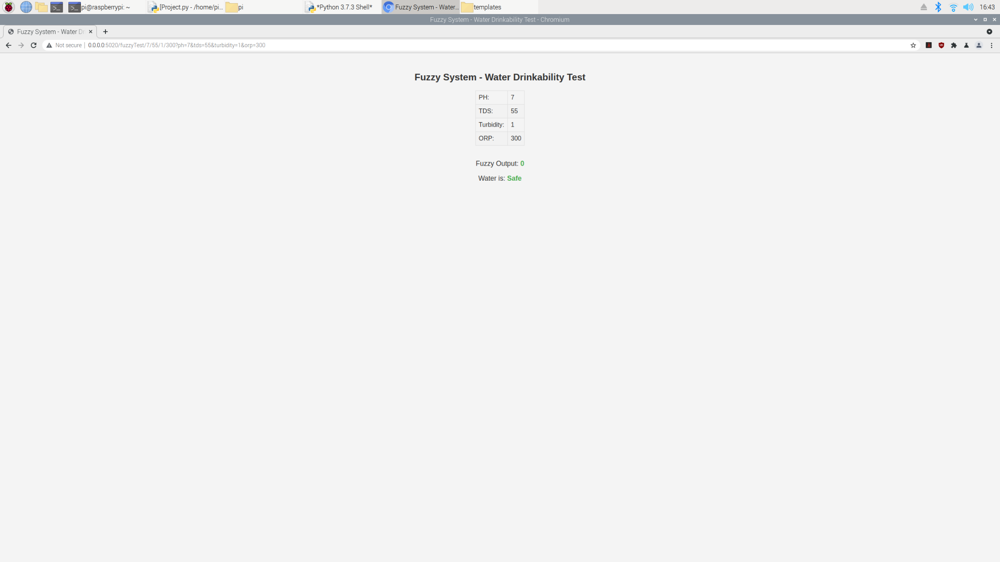 pi@raspberrypi: ~ [Project.py - /home/pi... pi *Python 3.7.3 Shell* Fuzzy System - Water... templates 16:43
Fuzzy System - Water Drinkability Test - Chromium
Fuzzy System - Water Dr
Not secure | 0.0.0.0:5020/fuzzyTest/7/55/1/300?ph=7&tds=55&turbidity=1&orp=300
Fuzzy System - Water Drinkability Test
PH: 7
TDS: 55
Turbidity: 1
ORP: 300
Fuzzy Output: 0
Water is: Safe